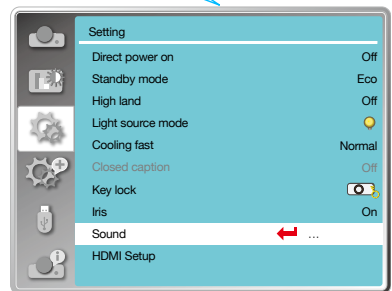 Setting
Direct power on Off
Standby mode Eco
High land Off
Light source mode
Cooling fast Normal
Closed caption Off
Key lock
Iris On
Sound ...
HDMI Setup